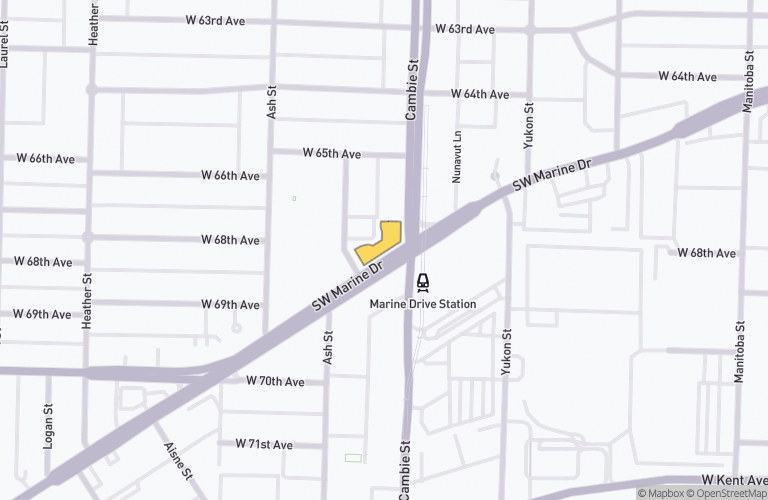 Laurel St
Heather
W 63rd Ave
W 63rd Ave
Cambie St
W 64th Ave
Manitoba St
Ash St
W 64th Ave
Yukon St
Nunavut Ln
W 65th Ave
W 66th Ave
W 66th Ave
SW Marine Dr
W 68th Ave
W 68th Ave
W 68th Ave
SW Marine Dr
Heather St
W 69th Ave
Marine Drive Station
W 69th Ave
Ash St
Yukon St
Manitoba St
W 70th Ave
Logan St
W 71st Ave
Aisne St
Cambie St
W Kent Ave
© Mapbox © OpenStreetMap